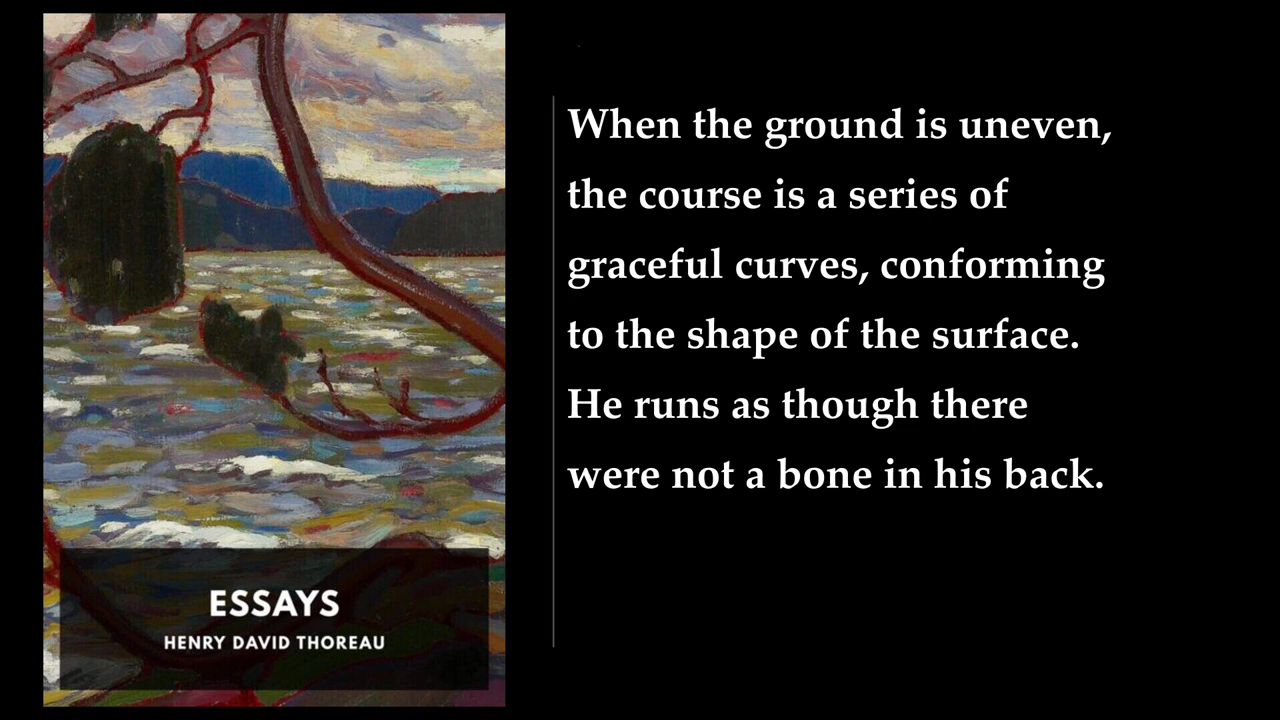 When the ground is uneven,
the course is a series of
graceful curves, conforming
to the shape of the surface.
He runs as though there
were not a bone in his back.
ESSAYS
HENRY DAVID THOREAU